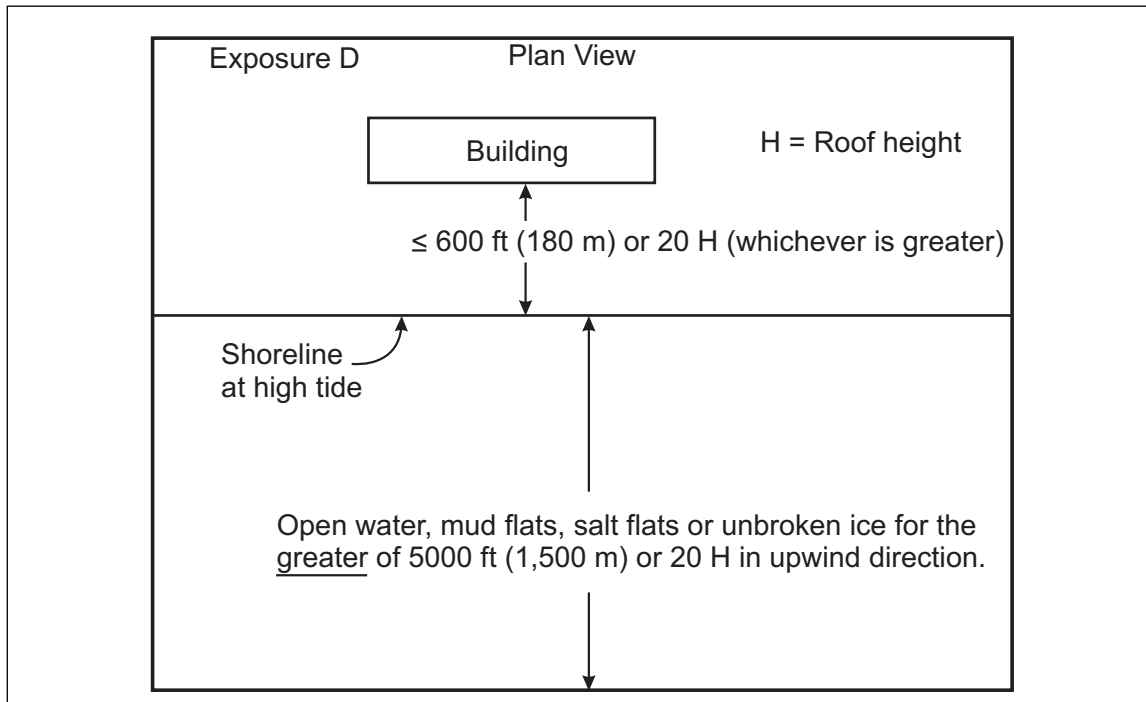 Exposure D
Plan View
Building
H = Roof height
≤ 600 ft (180 m) or 20 H (whichever is greater)
Shoreline
at high tide
Open water, mud flats, salt flats or unbroken ice for the
greater of 5000 ft (1,500 m) or 20 H in upwind direction.